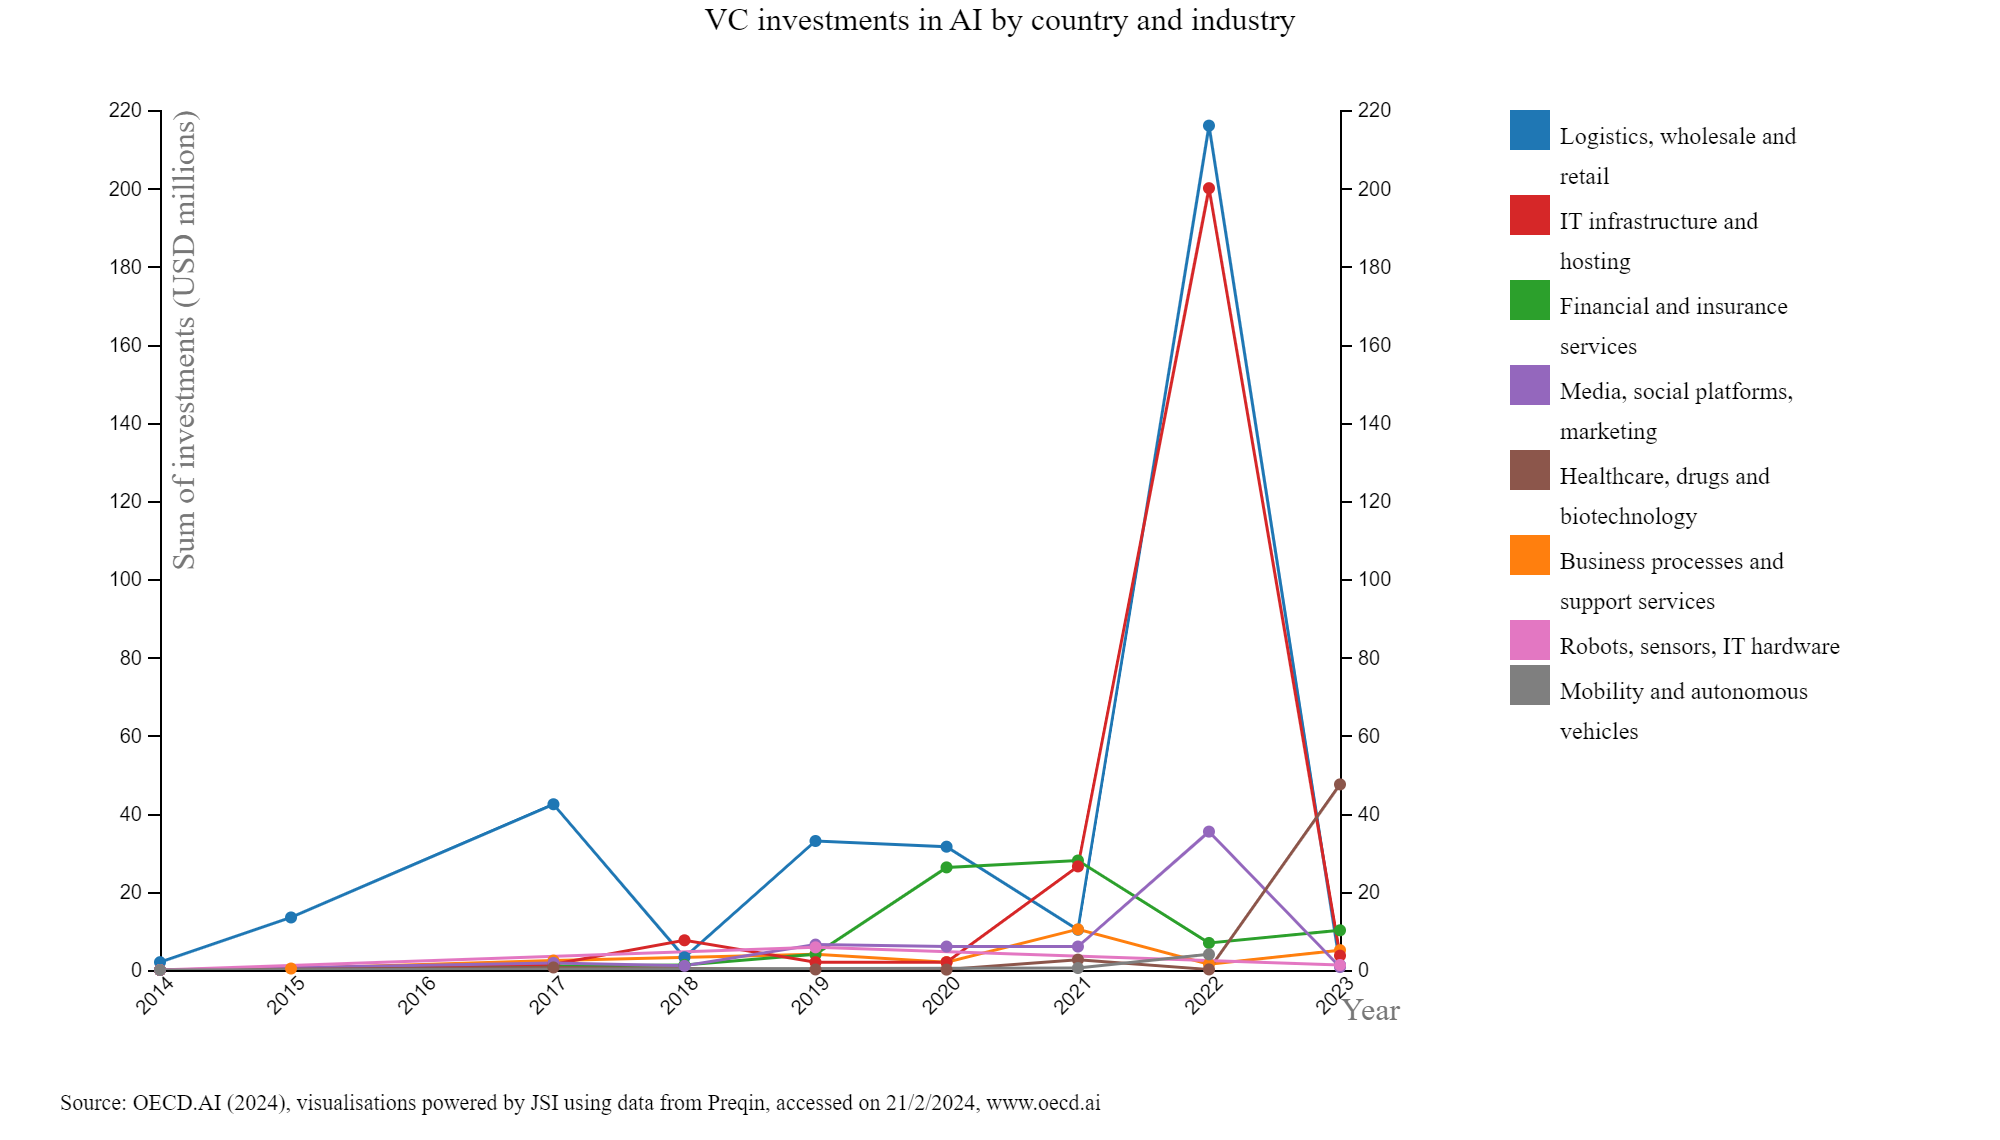 VC investments in AI by country and industry
220
200
180
160
140
120
100
80
60
40
20
0
Sum of investments (USD millions)
220
200
180
160
140
120
100
80
60
40
20
0
2014
2015
2016
2017
2018
2019
2020
2021
2022
2023
Year
Logistics, wholesale and
retail
IT infrastructure and
hosting
Financial and insurance
services
Media, social platforms,
marketing
Healthcare, drugs and
biotechnology
Business processes and
support services
Robots, sensors, IT hardware
Mobility and autonomous
vehicles
Source: OECD.AI (2024), visualisations powered by JSI using data from Preqin, accessed on 21/2/2024, www.oecd.ai